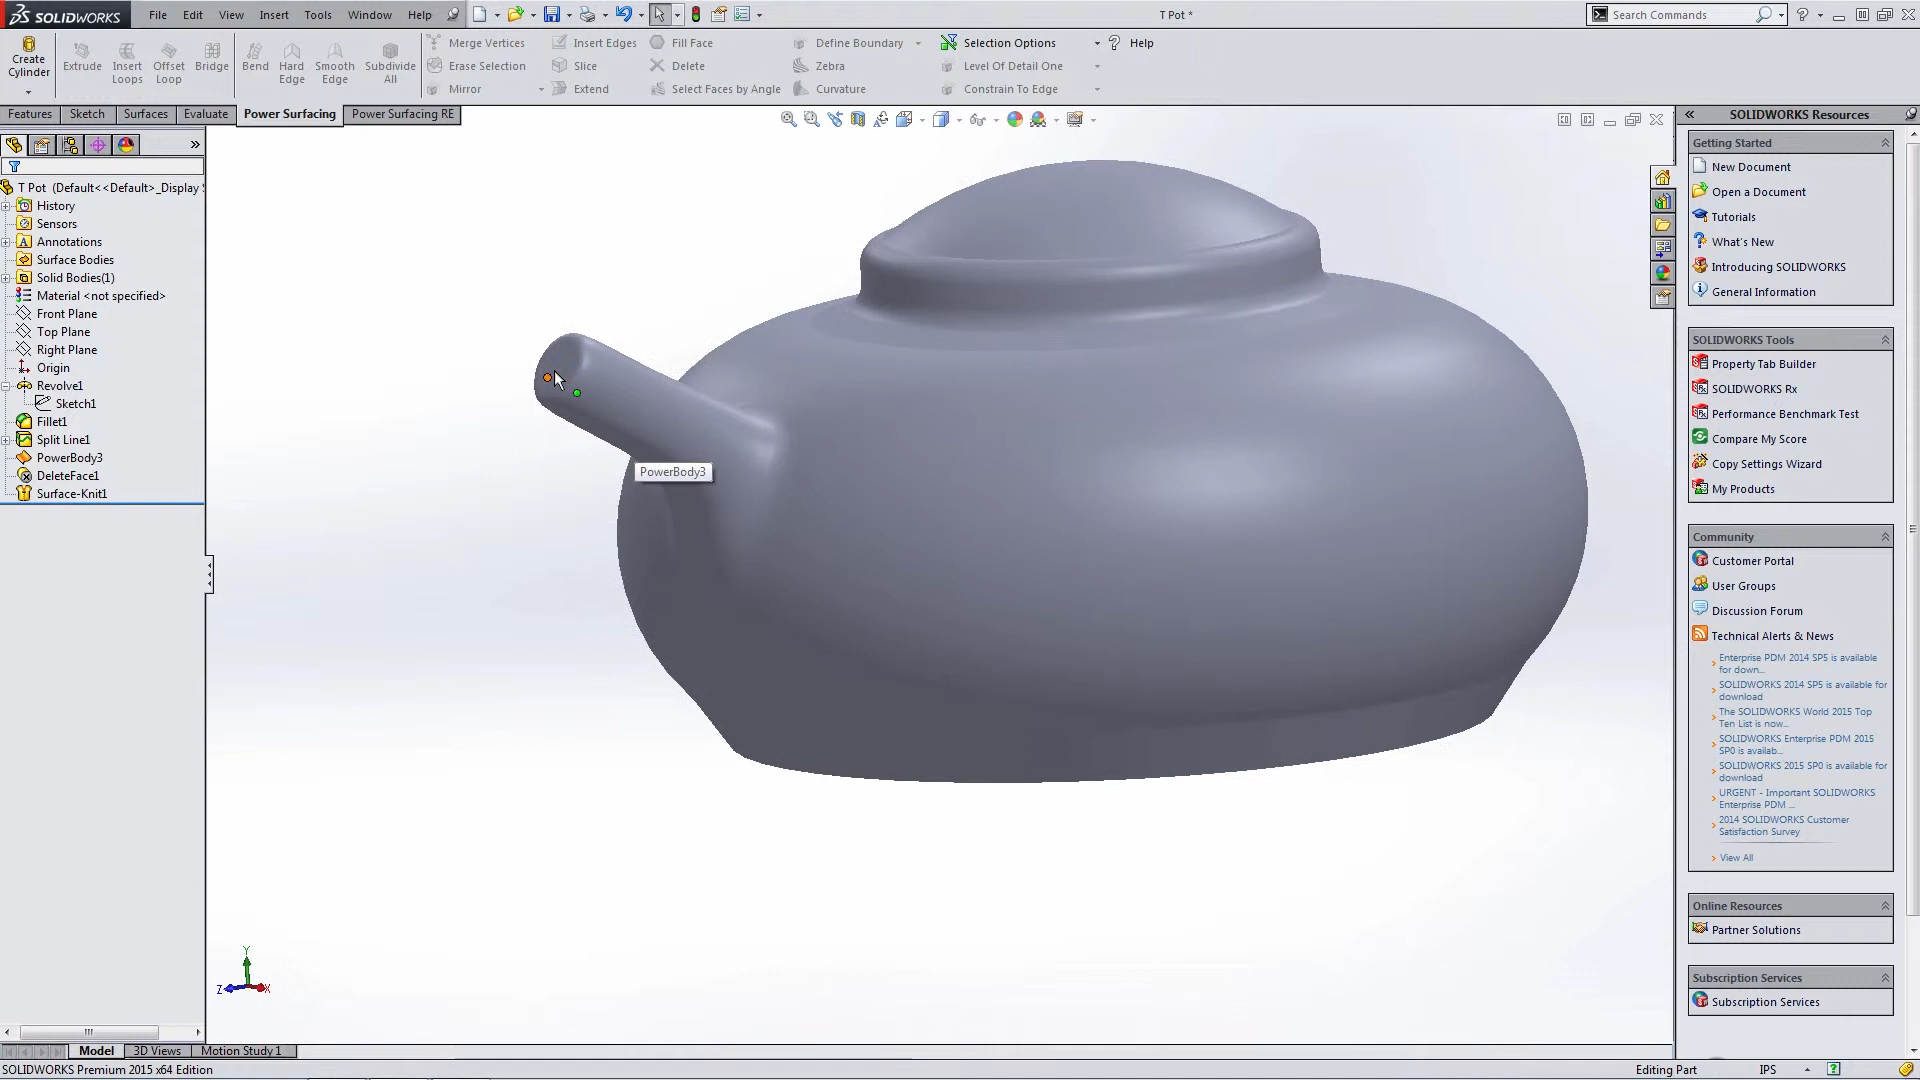 SOLIDWORKS File Edit View Insert Tools Window Help T Pot * Search Commands
Create Cylinder
Extrude
Insert Loops
Offset Loop
Bridge
Bend
Hard Edge
Smooth Edge
Subdivide All
Merge Vertices Insert Edges Fill Face Define Boundary Selection Options Help
Erase Selection Slice Delete Zebra Level Of Detail One
Mirror Extend Select Faces by Angle Curvature Constrain To Edge
Features Sketch Surfaces Evaluate Power Surfacing Power Surfacing RE
T Pot (Default<<Default>_Display
History
Sensors
Annotations
Surface Bodies
Solid Bodies(1)
Material <not specified>
Front Plane
Top Plane
Right Plane
Origin
Revolve1
Sketch1
Fillet1
Split Line1
PowerBody3
DeleteFace1
Surface-Knit1
PowerBody3
Y
Z X
SOLIDWORKS Resources
Getting Started
New Document
Open a Document
Tutorials
What's New
Introducing SOLIDWORKS
General Information
SOLIDWORKS Tools
Property Tab Builder
SOLIDWORKS Rx
Performance Benchmark Test
Compare My Score
Copy Settings Wizard
My Products
Community
Customer Portal
User Groups
Discussion Forum
Technical Alerts & News
Enterprise PDM 2014 SP5 is available
for down...
SOLIDWORKS 2014 SP5 is available for
download
The SOLIDWORKS World 2015 Top
Ten List is now...
SOLIDWORKS Enterprise PDM 2015
SP0 is availab...
SOLIDWORKS 2015 SP0 is available for
download
URGENT - Important SOLIDWORKS
Enterprise PDM ...
2014 SOLIDWORKS Customer
Satisfaction Survey
View All
Online Resources
Partner Solutions
Subscription Services
Subscription Services
Model 3D Views Motion Study 1
SOLIDWORKS Premium 2015 x64 Edition Editing Part IPS